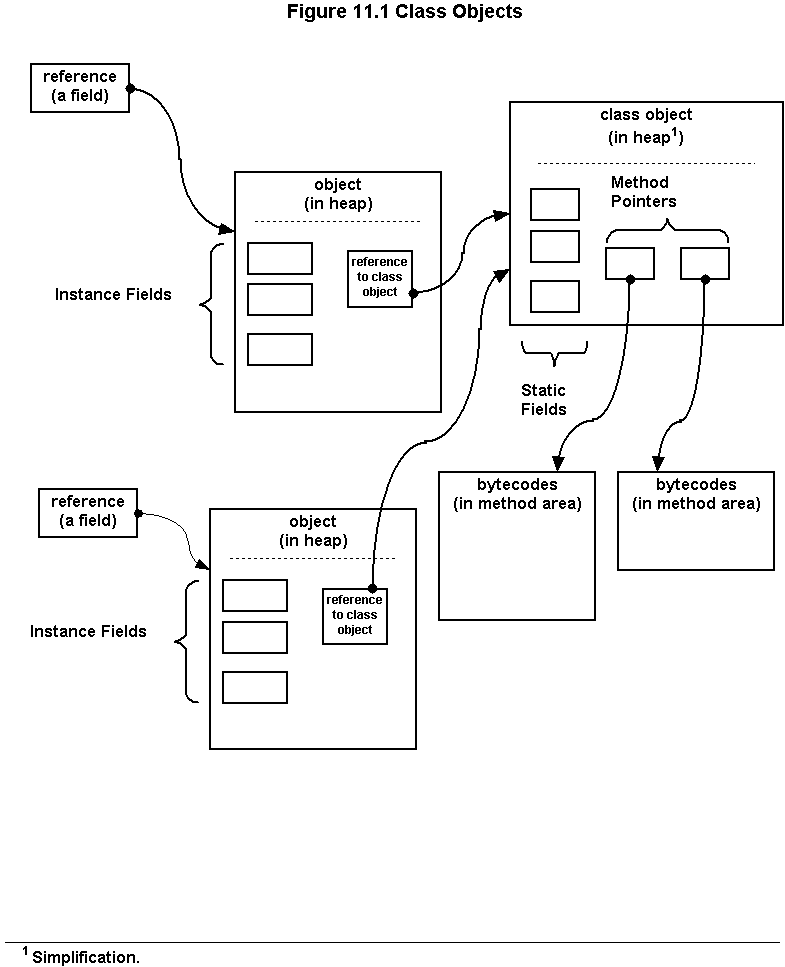 Figure 11.1 Class Objects
reference
(a field)
object
(in heap)
Instance Fields
reference
to class
object
class object
(in heap1)
Method
Pointers
Static
Fields
bytecodes
(in method area)
bytecodes
(in method area)
reference
(a field)
object
(in heap)
Instance Fields
reference
to class
object
1 Simplification.